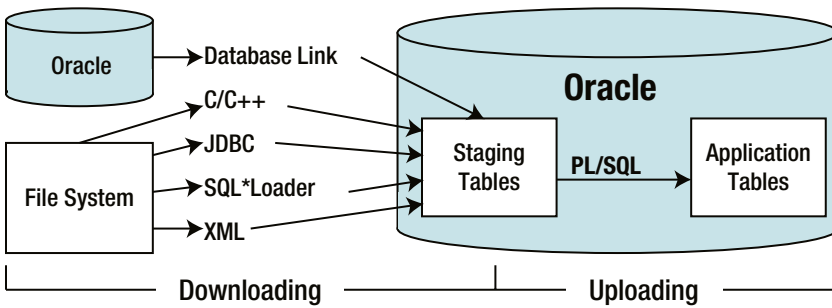 Oracle
Database Link
C/C++
JDBC
SQL*Loader
XML
File System
Oracle
Staging
Tables
PL/SQL
Application
Tables
Downloading
Uploading